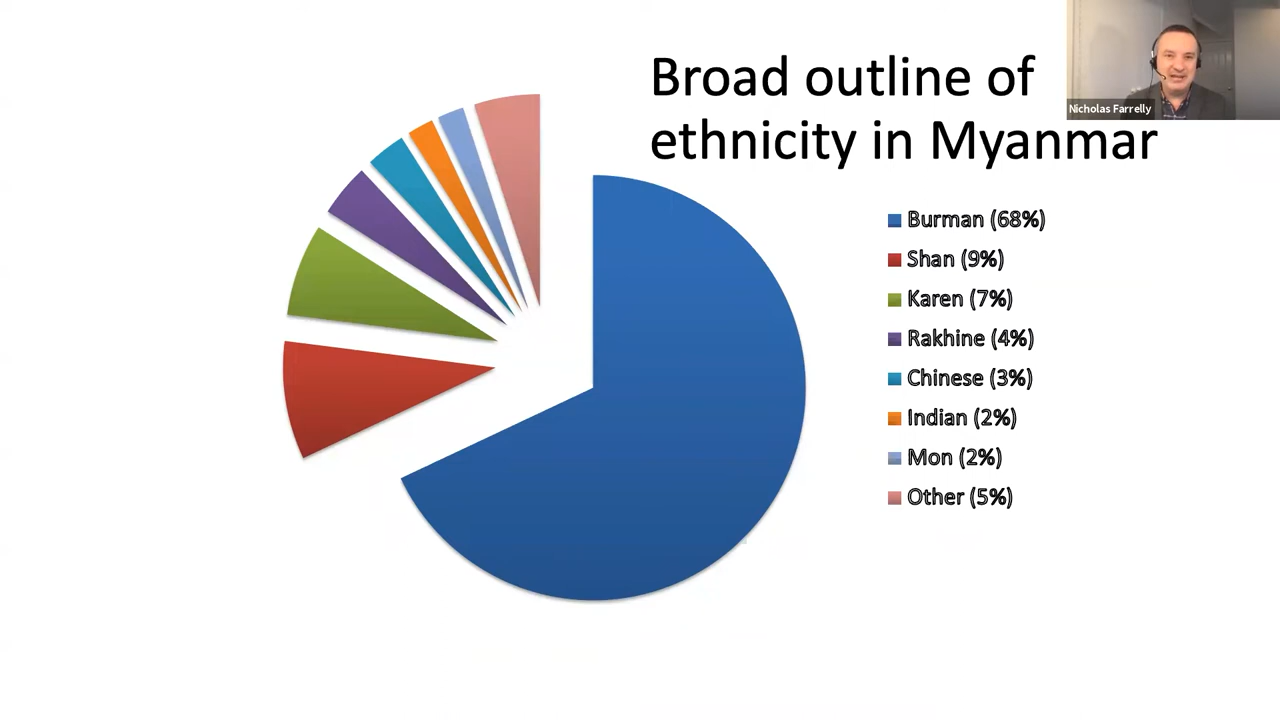 Broad outline of
ethnicity in Myanmar
Nicholas Farrelly
Burman (68%)
Shan (9%)
Karen (7%)
Rakhine (4%)
Chinese (3%)
Indian (2%)
Mon (2%)
Other (5%)